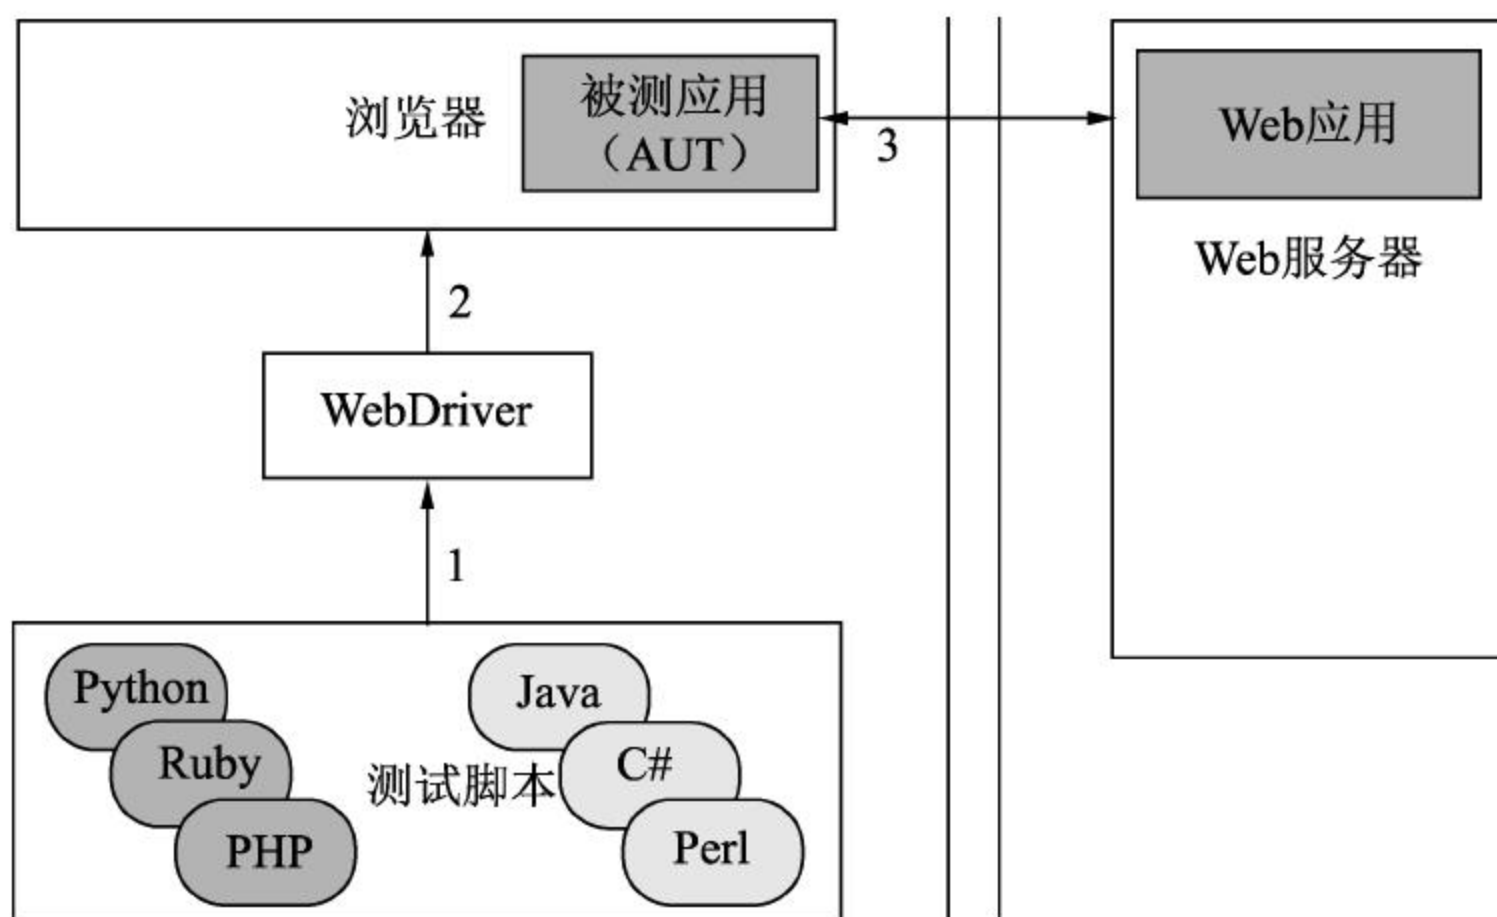 浏览器
被测应用
（AUT）
3
Web应用
Web服务器
2
WebDriver
1
Python
Ruby
PHP
测试脚本
Java
C#
Perl